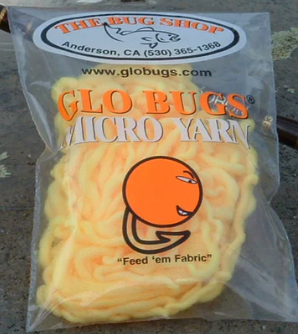 THE BUG SHOP
Anderson, CA (530) 365-1368
www.globugs.com
GLO BUGS®
MICRO YARN
"Feed 'em Fabric"